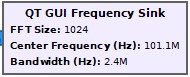 QT GUI Frequency Sink
FFT Size: 1024
Center Frequency (Hz): 101.1M
Bandwidth (Hz): 2.4M